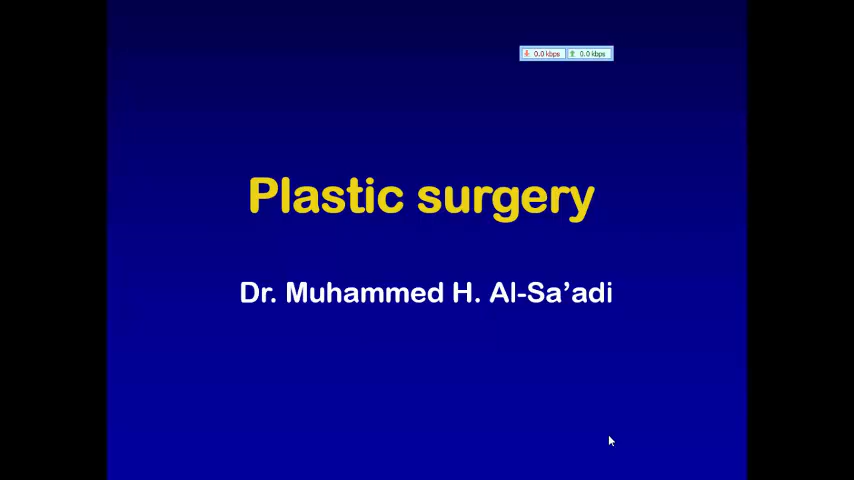 0.0 kbps 0.0 kbps
Plastic surgery
Dr. Muhammed H. Al-Sa’adi